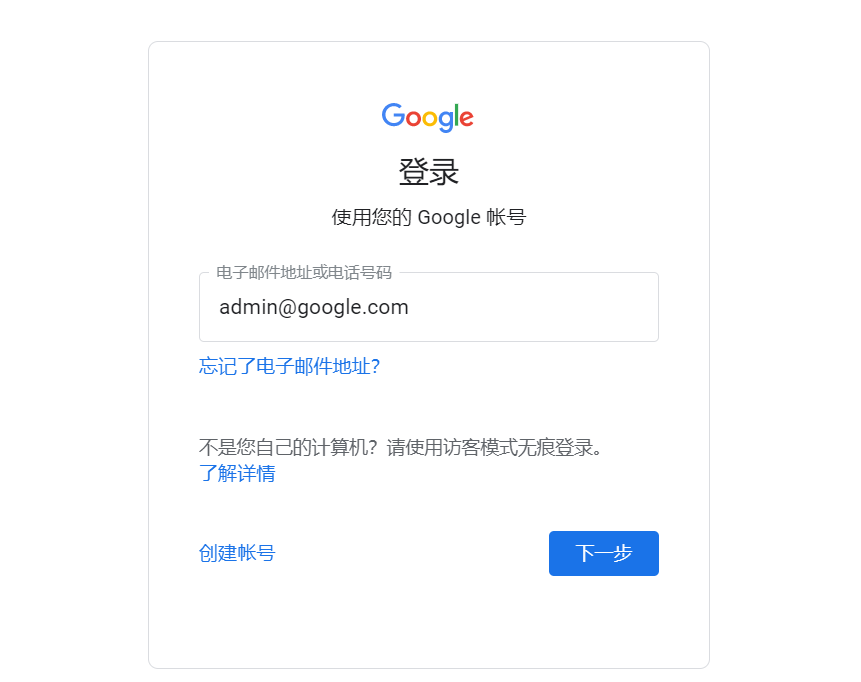 Google
登录
使用您的 Google 帐号
电子邮件地址或电话号码
admin@google.com
忘记了电子邮件地址？
不是您自己的计算机？请使用访客模式无痕登录。
了解详情
创建帐号
下一步